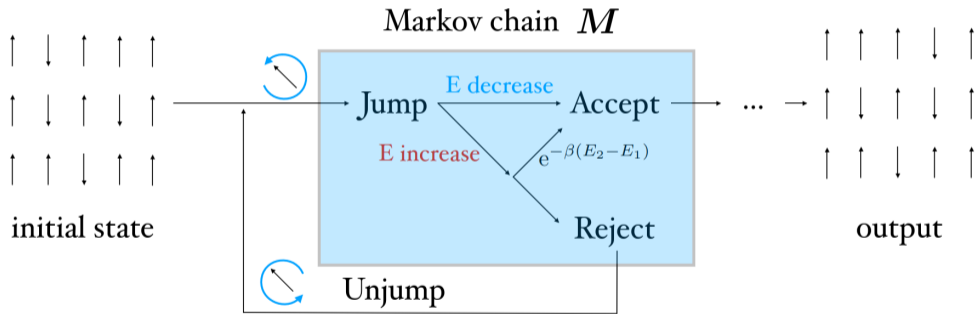 Markov chain M
E decrease
Jump
Accept
...
E increase
e^{-β(E_2-E_1)}
initial state
Reject
output
Unjump